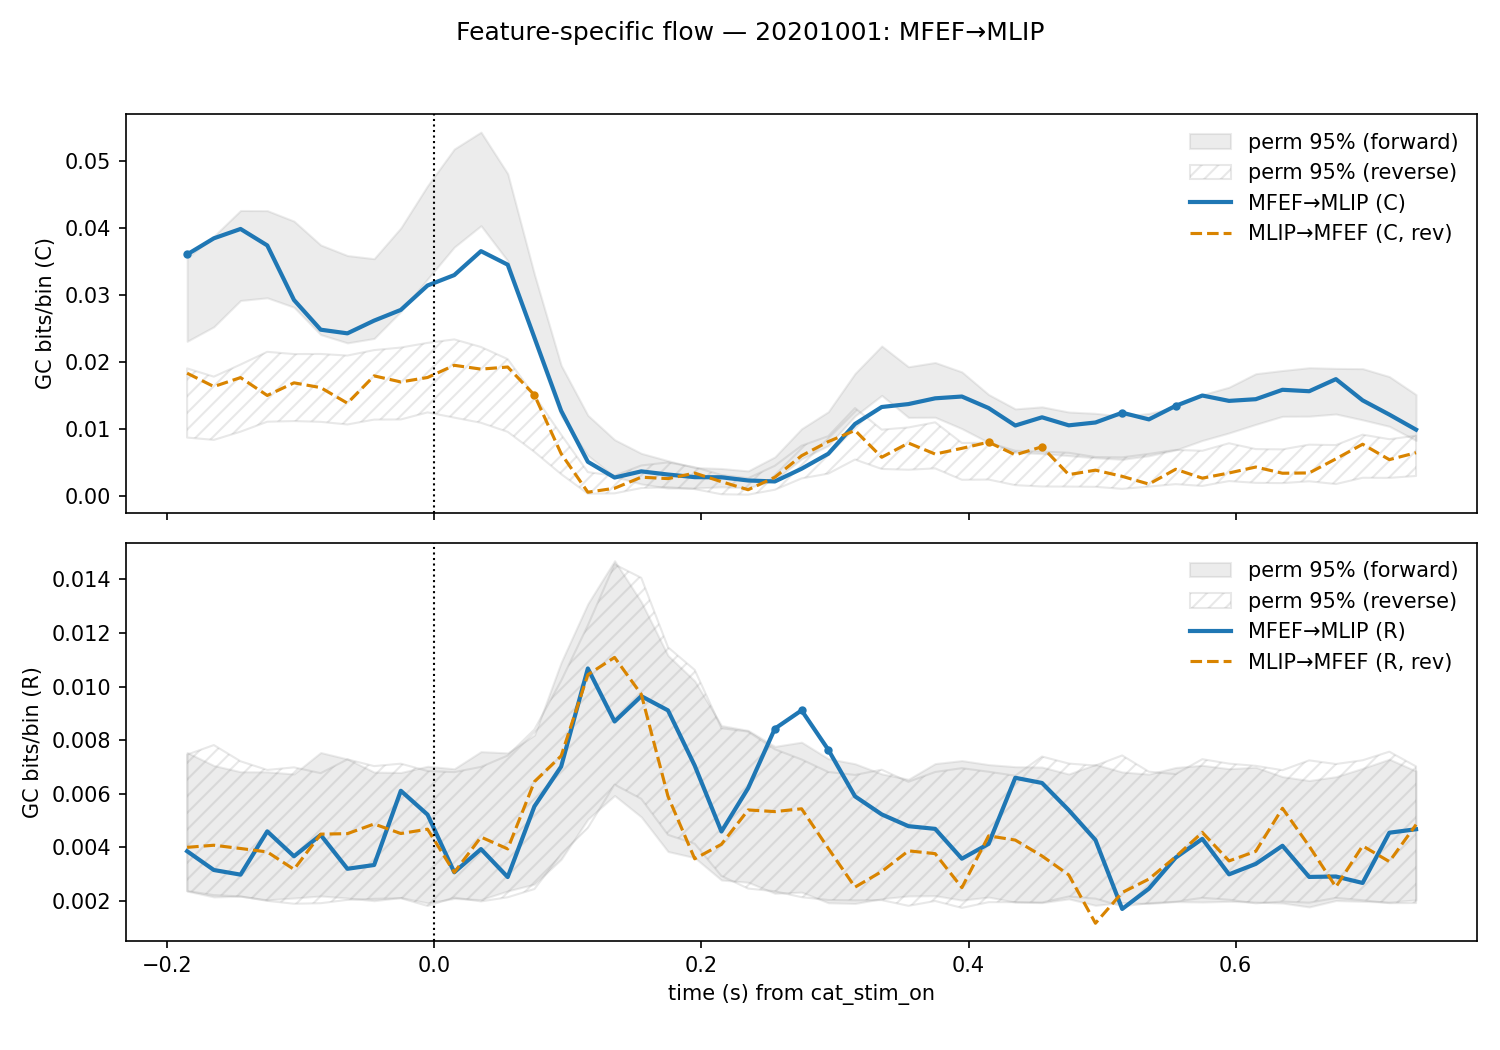 Feature-specific flow — 20201001: MFEF→MLIP
GC bits/bin (C)
0.05
0.04
0.03
0.02
0.01
0.00
perm 95% (forward)
perm 95% (reverse)
MFEF→MLIP (C)
MLIP→MFEF (C, rev)
GC bits/bin (R)
0.014
0.012
0.010
0.008
0.006
0.004
0.002
perm 95% (forward)
perm 95% (reverse)
MFEF→MLIP (R)
MLIP→MFEF (R, rev)
−0.2 0.0 0.2 0.4 0.6
time (s) from cat_stim_on